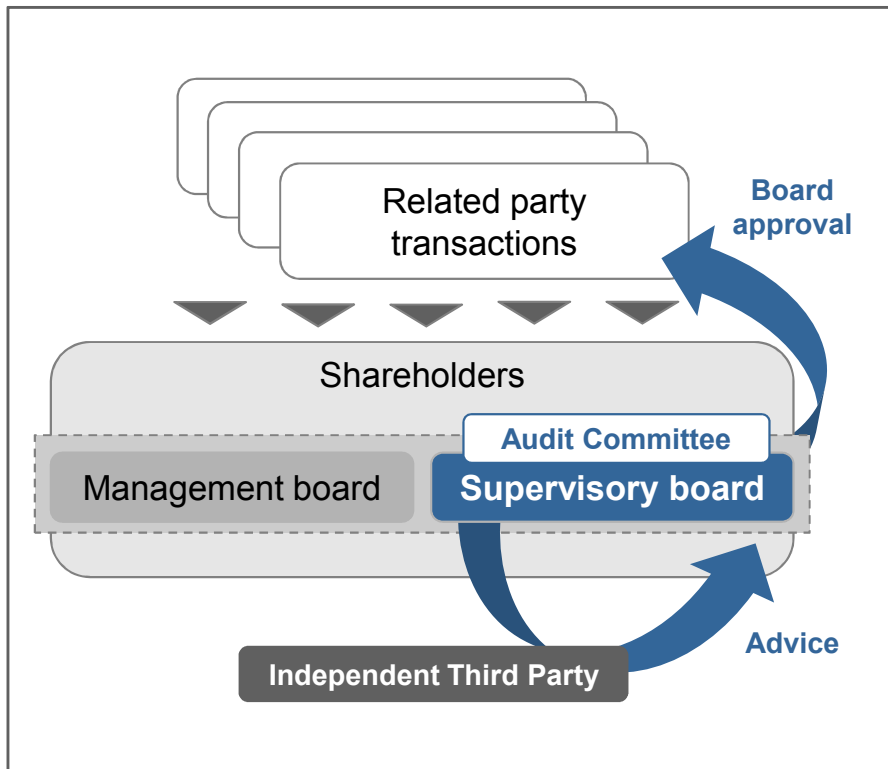 Related party
transactions
Board
approval
Shareholders
Audit Committee
Management board
Supervisory board
Advice
Independent Third Party